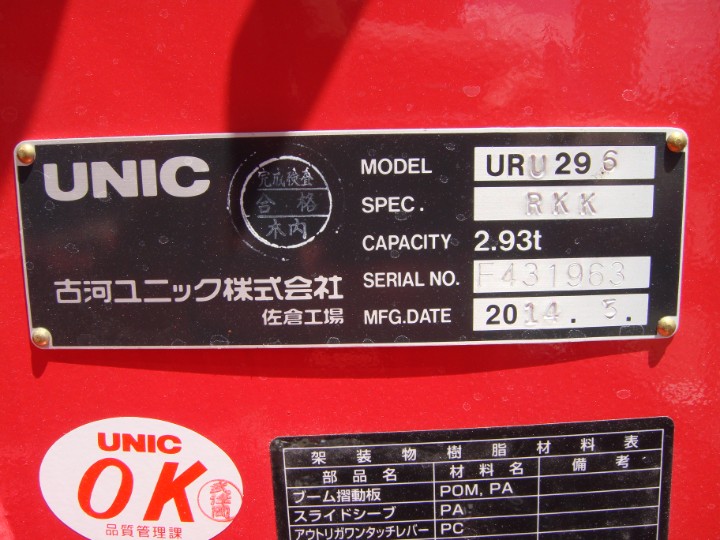 UNIC
完成検査
合格
木内
古河ユニック株式会社
佐倉工場
MODEL URU296
SPEC. RKK
CAPACITY 2.93t
SERIAL NO. F431963
MFG.DATE 2014. 5.
UNIC
OK
品質管理課
架装物樹脂材料表
部品名 材料名 備考
ブーム摺動板 POM, PA
スライドシーブ PA
アウトリガワンタッチレバー PC